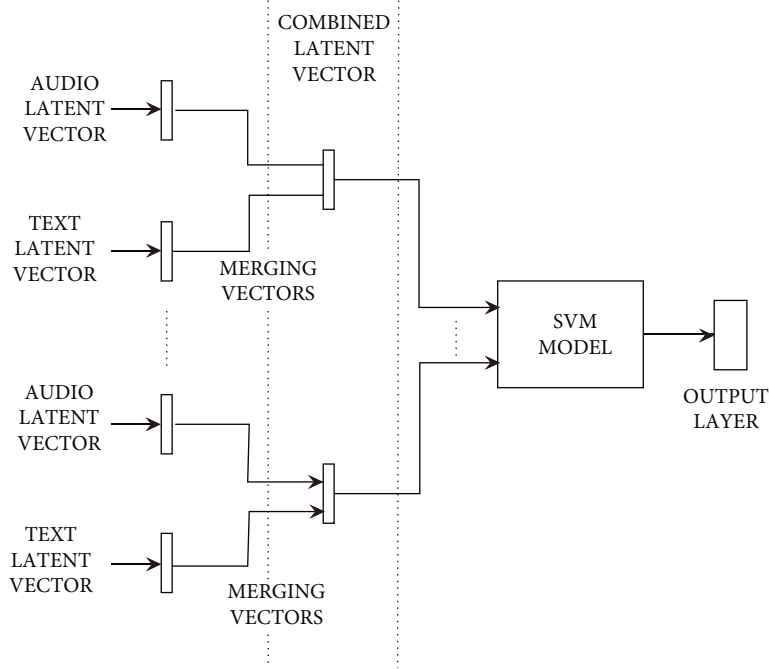 COMBINED
LATENT
VECTOR
AUDIO
LATENT
VECTOR
TEXT
LATENT
VECTOR
MERGING
VECTORS
SVM
MODEL
OUTPUT
LAYER
AUDIO
LATENT
VECTOR
TEXT
LATENT
VECTOR
MERGING
VECTORS